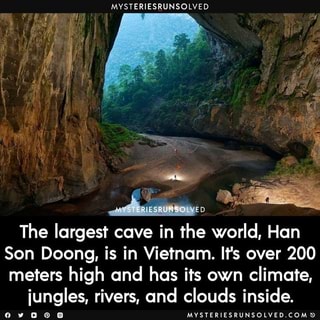 MYSTERIESRUNSOLVED
MYSTERIESRUNSOLVED
The largest cave in the world, Han
Son Doong, is in Vietnam. It's over 200
meters high and has its own climate,
jungles, rivers, and clouds inside.
MYSTERIESRUNSOLVED.COM